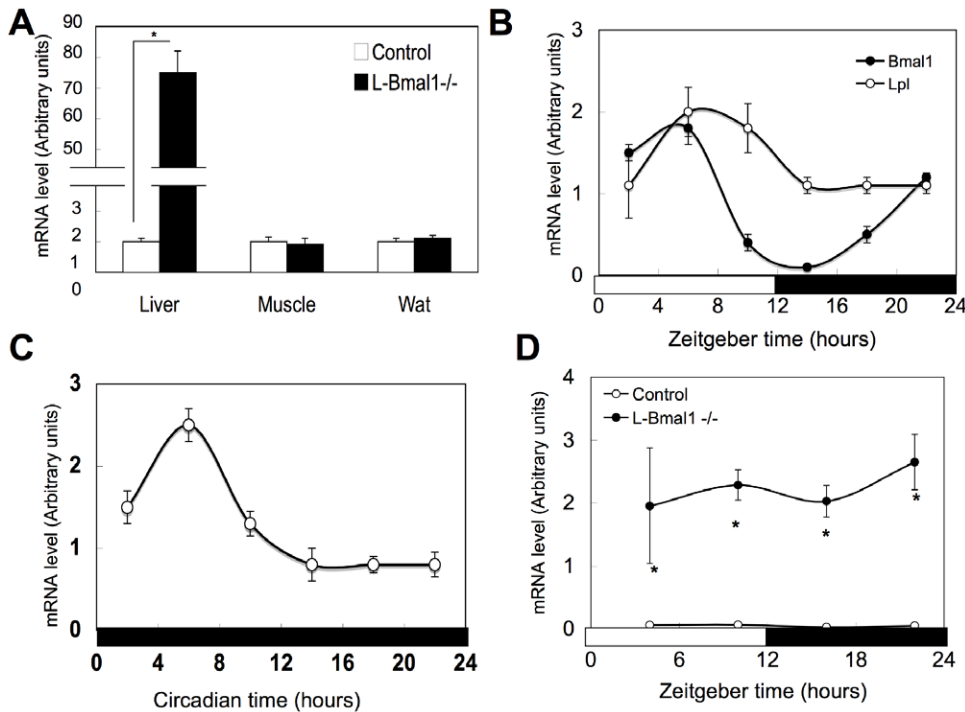 A
mRNA level (Arbitrary units)
90
80
70
60
50
3
2
1
0
*
Control
L-Bmal1-/-
Liver Muscle Wat
B
mRNA level (Arbitrary units)
3
2
1
0
Bmal1
Lpl
0 4 8 12 16 20 24
Zeitgeber time (hours)
C
mRNA level (Arbitrary units)
3
2
1
0
0 4 8 12 16 20 24
Circadian time (hours)
D
mRNA level (Arbitrary units)
4
3
2
1
0
Control
L-Bmal1 -/-
* * * *
0 6 12 18 24
Zeitgeber time (hours)